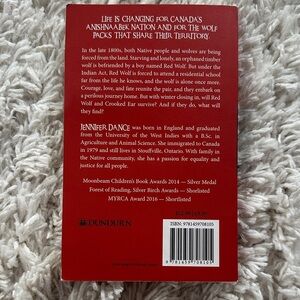 LIFE IS CHANGING FOR CANADA'S
ANISHNAABEK NATION AND FOR THE WOLF
PACKS THAT SHARE THEIR TERRITORY.
In the late 1800s, both Native people and wolves are being
forced from the land. Starving and lonely, an orphaned timber
wolf is befriended by a boy named Red Wolf. But under the
Indian Act, Red Wolf is forced to attend a residential school
far from the life he knows, and the wolf is alone once more.
Courage, love, and fate reunite the pair, and they embark on
a perilous journey home. But with winter closing in, will Red
Wolf and Crooked Ear survive? And if they do, what will
they find?
JENNIFER DANCE was born in England and graduated
from the University of the West Indies with a B.Sc. in
Agriculture and Animal Science. She immigrated to Canada
in 1979 and still lives in Stouffville, Ontario. With family in
the Native community, she has a passion for equality and
justice for all people.
Moonbeam Children's Book Awards 2014 — Silver Medal
Forest of Reading, Silver Birch Awards — Shortlisted
MYRCA Award 2016 — Shortlisted
DUNDURN
ISBN: 9781459708105
9 781459 708105